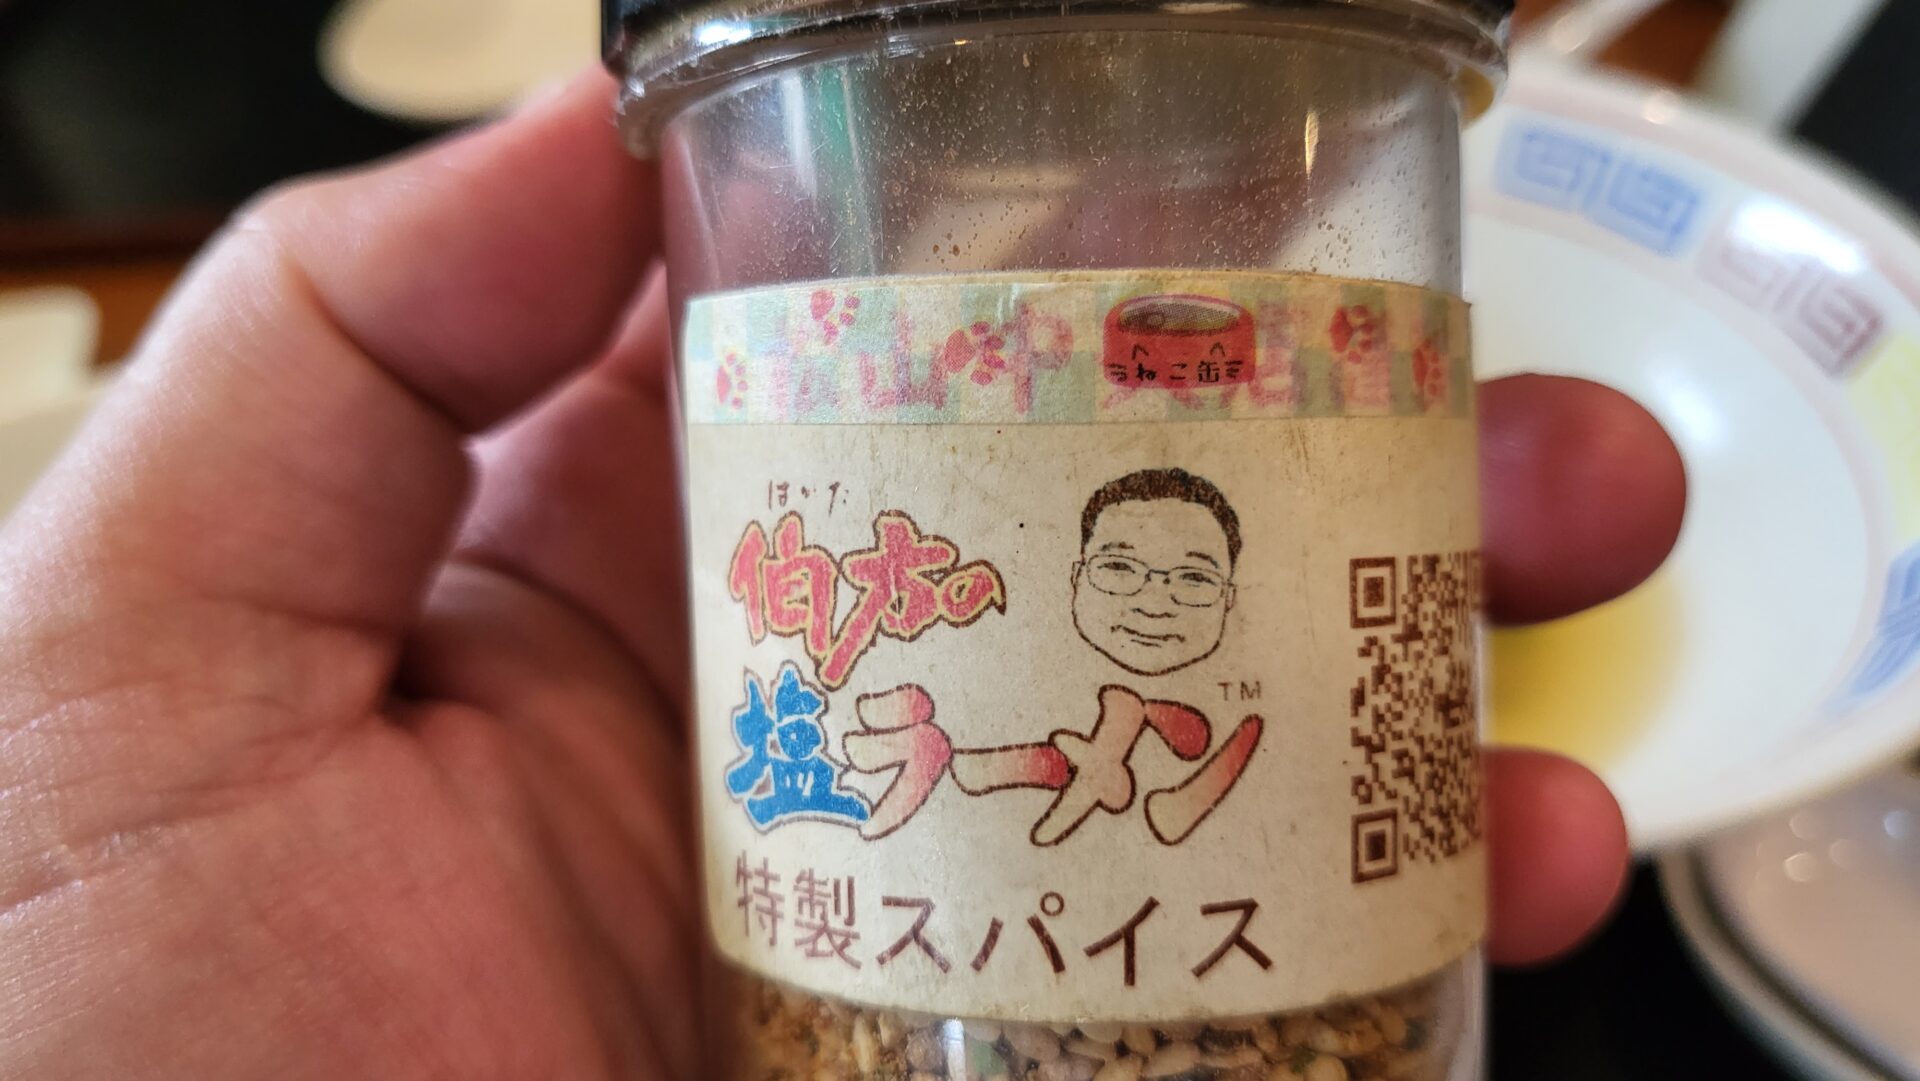 ねこ缶
はかた
伯方の
塩ラーメン TM
特製スパイス